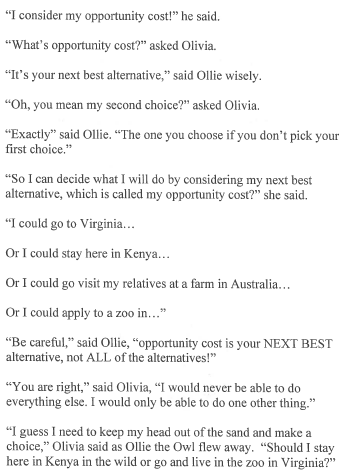 “I consider my opportunity cost!” he said.
“What’s opportunity cost?” asked Olivia.
“It’s your next best alternative,” said Ollie wisely.
“Oh, you mean my second choice?” asked Olivia.
“Exactly” said Ollie. “The one you choose if you don’t pick your
first choice.”
“So I can decide what I will do by considering my next best
alternative, which is called my opportunity cost?” she said.
“I could go to Virginia…
Or I could stay here in Kenya…
Or I could go visit my relatives at a farm in Australia…
Or I could apply to a zoo in…”
“Be careful,” said Ollie, “opportunity cost is your NEXT BEST
alternative, not ALL of the alternatives!”
“You are right,” said Olivia, “I would never be able to do
everything else. I would only be able to do one other thing.”
“I guess I need to keep my head out of the sand and make a
choice,” Olivia said as Ollie the Owl flew away.  “Should I stay
here in Kenya in the wild or go and live in the zoo in Virginia?”